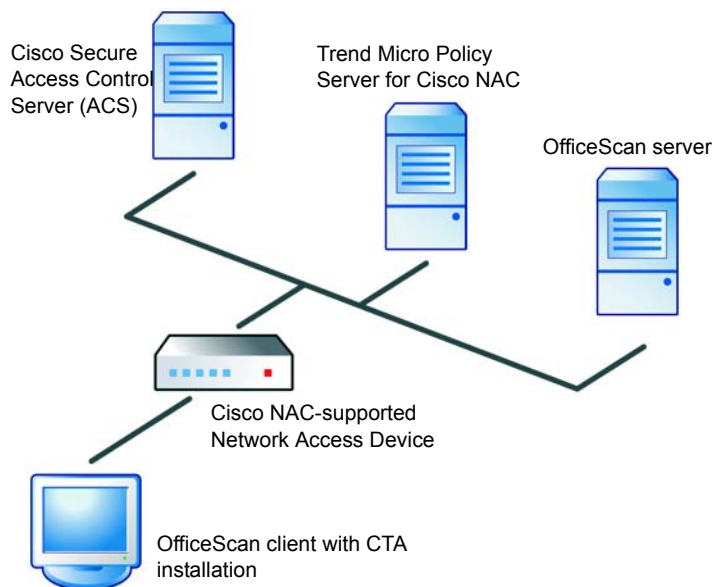 Cisco Secure
Access Control
Server (ACS)
Trend Micro Policy
Server for Cisco NAC
OfficeScan server
Cisco NAC-supported
Network Access Device
OfficeScan client with CTA
installation